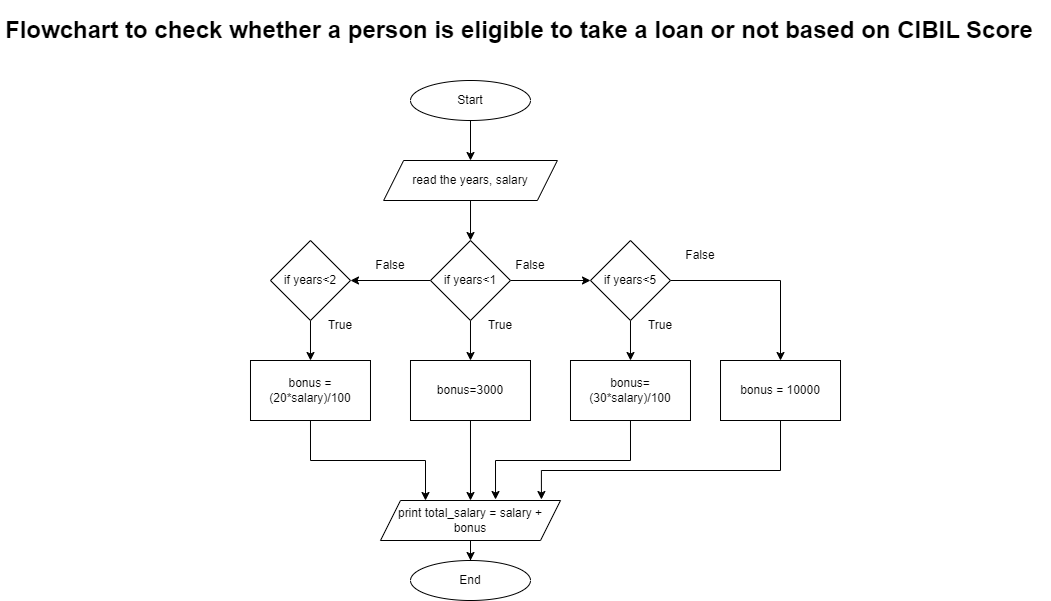 Flowchart to check whether a person is eligible to take a loan or not based on CIBIL Score
Start
read the years, salary
if years<2
False
if years<1
False
if years<5
False
True
True
True
bonus =
(20*salary)/100
bonus=3000
bonus=
(30*salary)/100
bonus = 10000
print total_salary = salary +
bonus
End